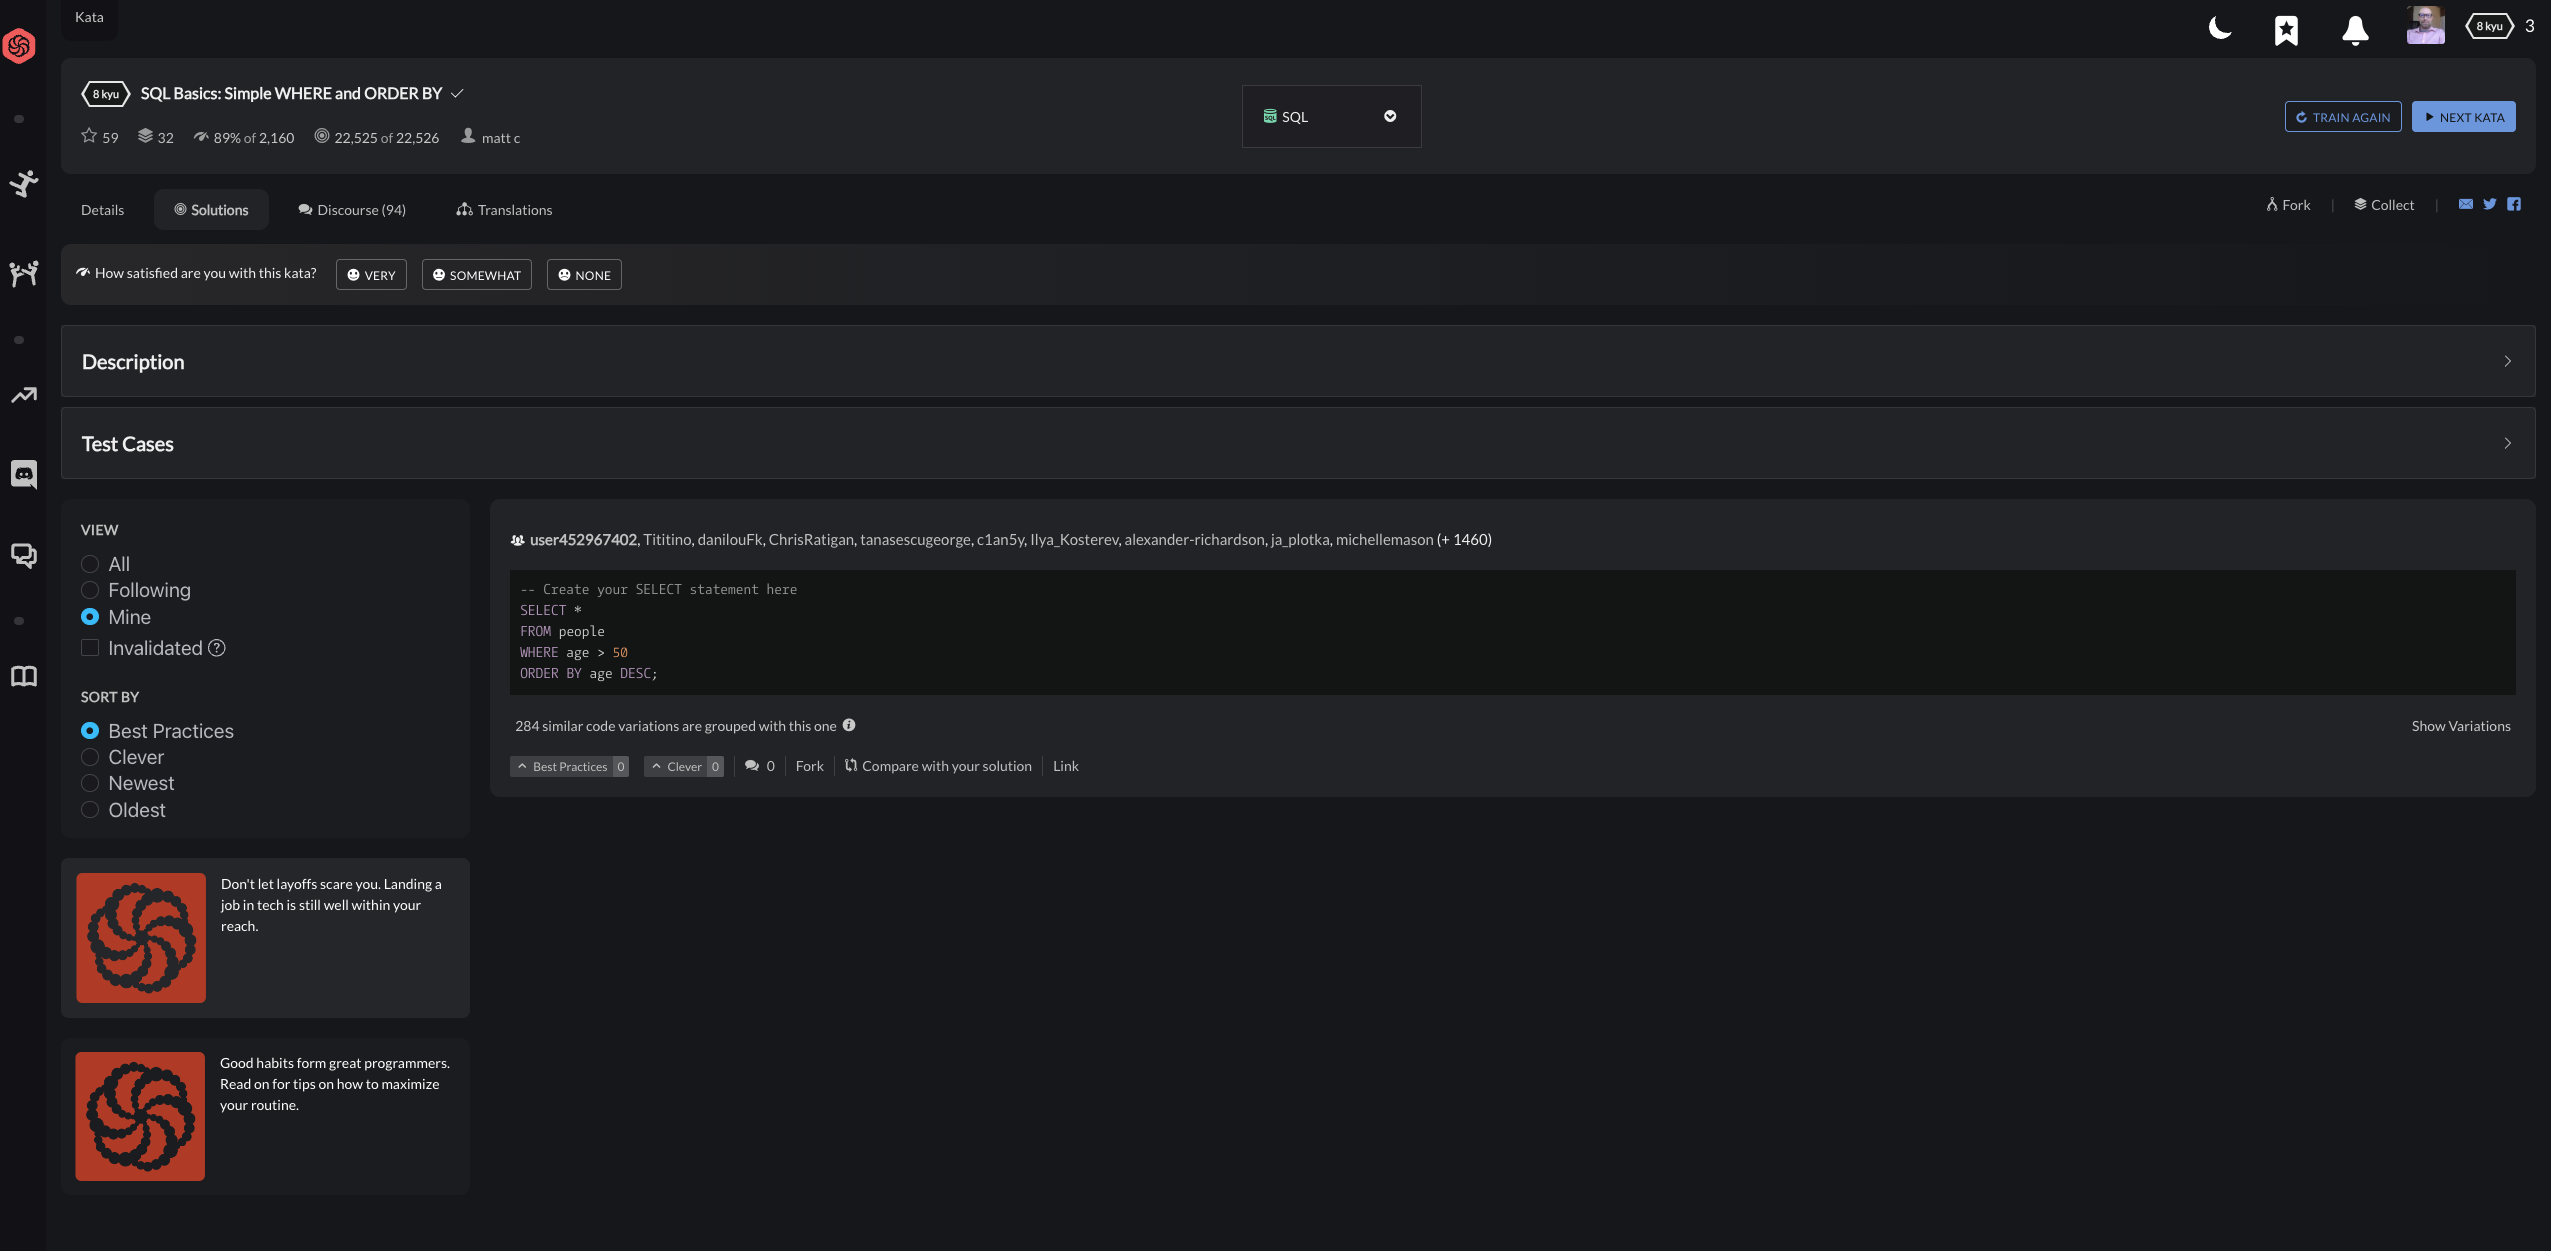 Kata
8 kyu 3
8 kyu SQL Basics: Simple WHERE and ORDER BY
59 32 89% of 2,160 22,525 of 22,526 matt c
SQL
TRAIN AGAIN
NEXT KATA
Details Solutions Discourse (94) Translations
Fork | Collect |
How satisfied are you with this kata? VERY SOMEWHAT NONE
Description
Test Cases
VIEW
All
Following
Mine
Invalidated ?
SORT BY
Best Practices
Clever
Newest
Oldest
user452967402, Tititino, danilouFk, ChrisRatigan, tanasescugeorge, c1an5y, Ilya_Kosterev, alexander-richardson, ja_plotka, michellemason (+ 1460)
-- Create your SELECT statement here
SELECT *
FROM people
WHERE age > 50
ORDER BY age DESC;
284 similar code variations are grouped with this one
Show Variations
Best Practices 0 Clever 0 0 Fork Compare with your solution Link
Don't let layoffs scare you. Landing a
job in tech is still well within your
reach.
Good habits form great programmers.
Read on for tips on how to maximize
your routine.